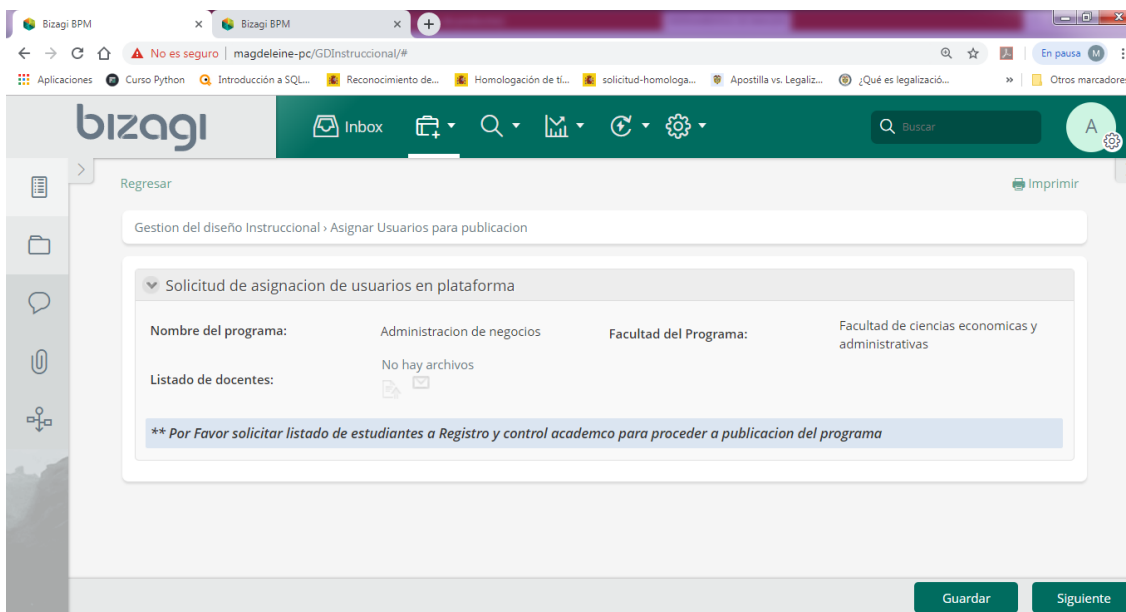 Bizagi BPM
Bizagi BPM
No es seguro | magdeleine-pc/GDInstruccional/#
En pausa M
Aplicaciones Curso Python Introducción a SQL... Reconocimiento de... Homologación de tí... solicitud-homologa... Apostilla vs. Legaliz... ¿Qué es legalizació... » Otros marcadores
bizagi Inbox Buscar A
Regresar Imprimir
Gestion del diseño Instruccional › Asignar Usuarios para publicacion
Solicitud de asignacion de usuarios en plataforma
Nombre del programa: Administracion de negocios Facultad del Programa: Facultad de ciencias economicas y
administrativas
Listado de docentes: No hay archivos
** Por Favor solicitar listado de estudiantes a Registro y control academco para proceder a publicacion del programa
Guardar Siguiente